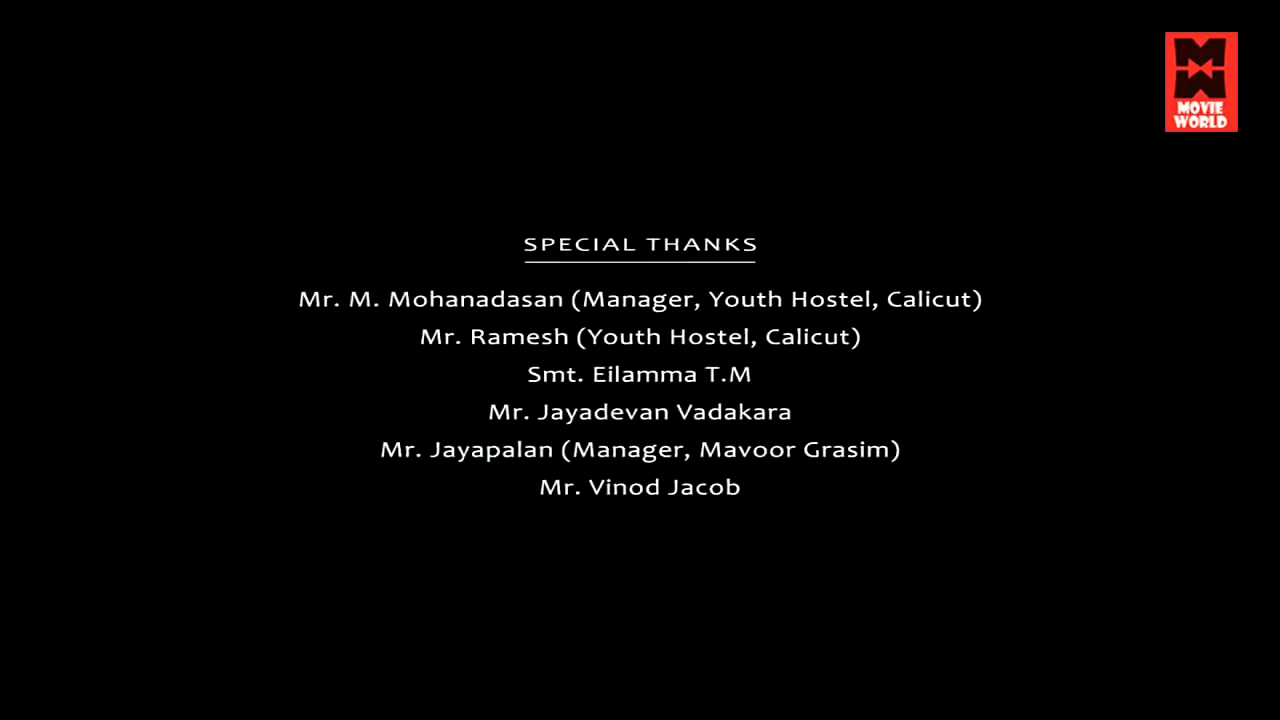 MOVIE
WORLD
SPECIAL THANKS
Mr. M. Mohanadasan (Manager, Youth Hostel, Calicut)
Mr. Ramesh (Youth Hostel, Calicut)
Smt. Eilamma T.M
Mr. Jayadevan Vadakara
Mr. Jayapalan (Manager, Mavoor Grasim)
Mr. Vinod Jacob